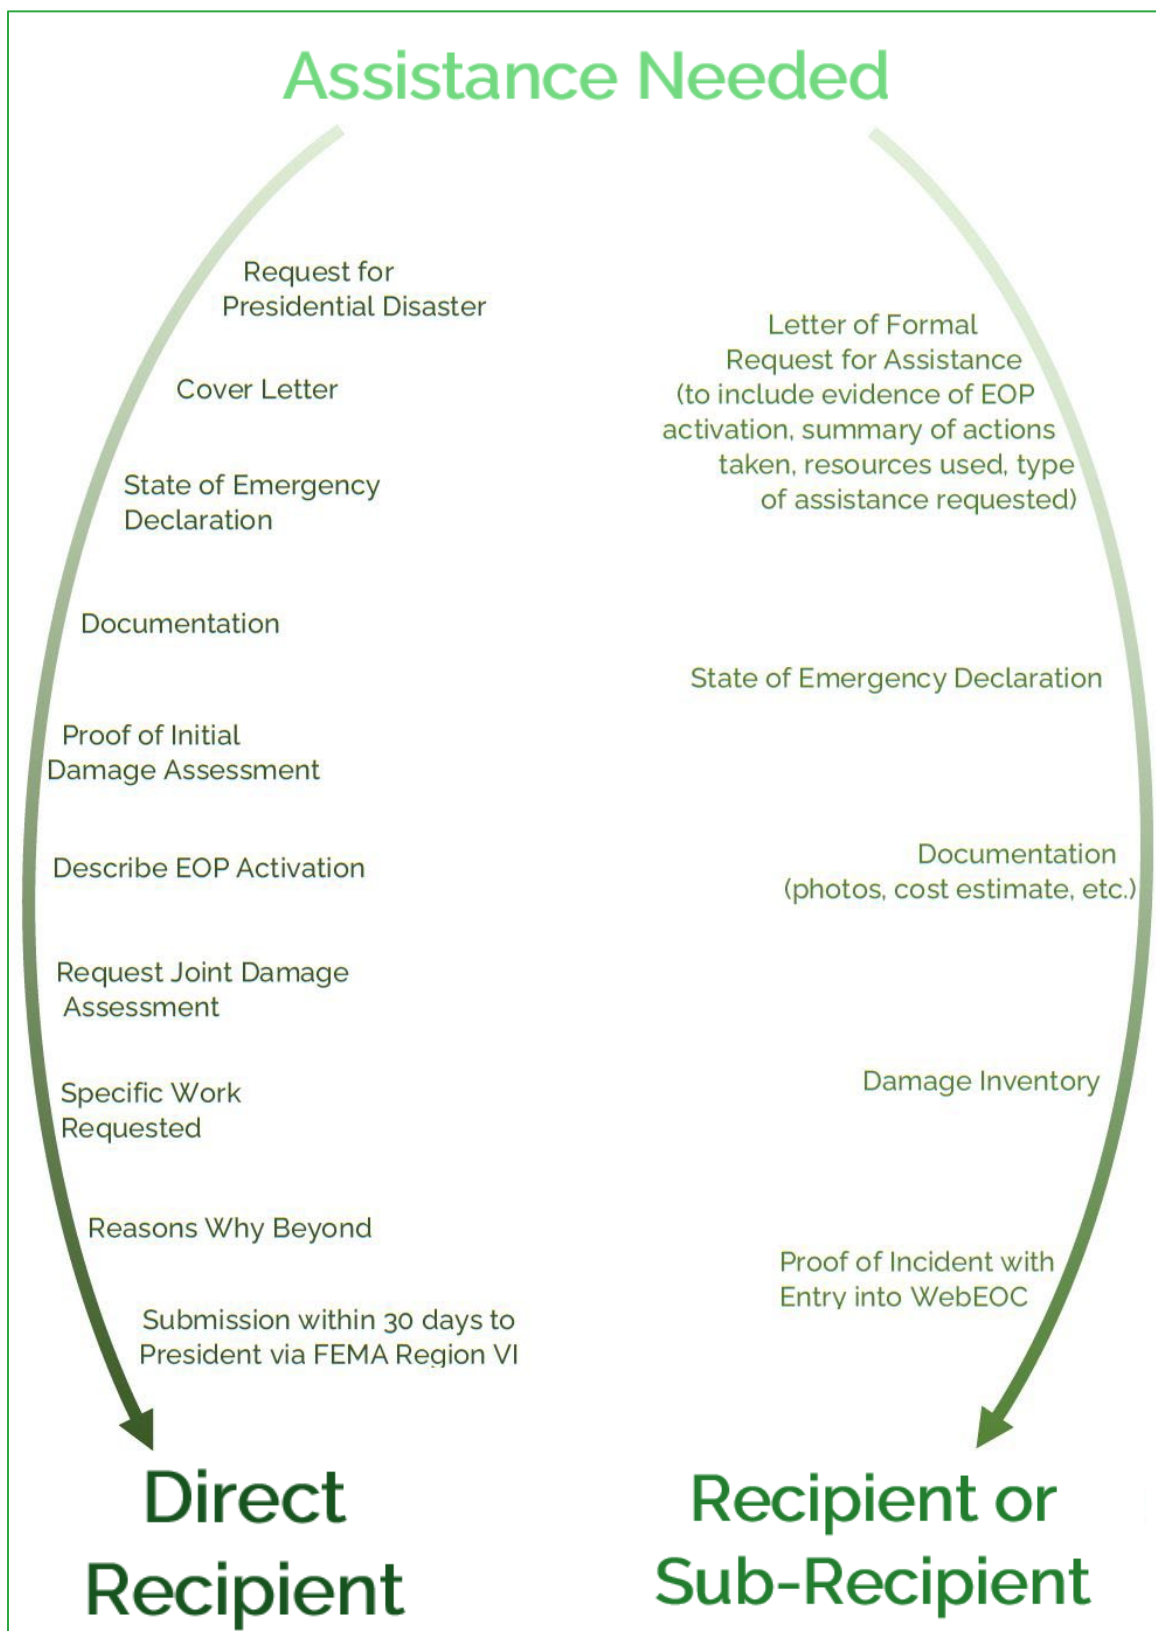 Assistance Needed
Request for
Presidential Disaster
Cover Letter
State of Emergency
Declaration
Documentation
Proof of Initial
Damage Assessment
Describe EOP Activation
Request Joint Damage
Assessment
Specific Work
Requested
Reasons Why Beyond
Submission within 30 days to
President via FEMA Region VI
Direct
Recipient
Letter of Formal
Request for Assistance
(to include evidence of EOP
activation, summary of actions
taken, resources used, type
of assistance requested)
State of Emergency Declaration
Documentation
(photos, cost estimate, etc.)
Damage Inventory
Proof of Incident with
Entry into WebEOC
Recipient or
Sub-Recipient